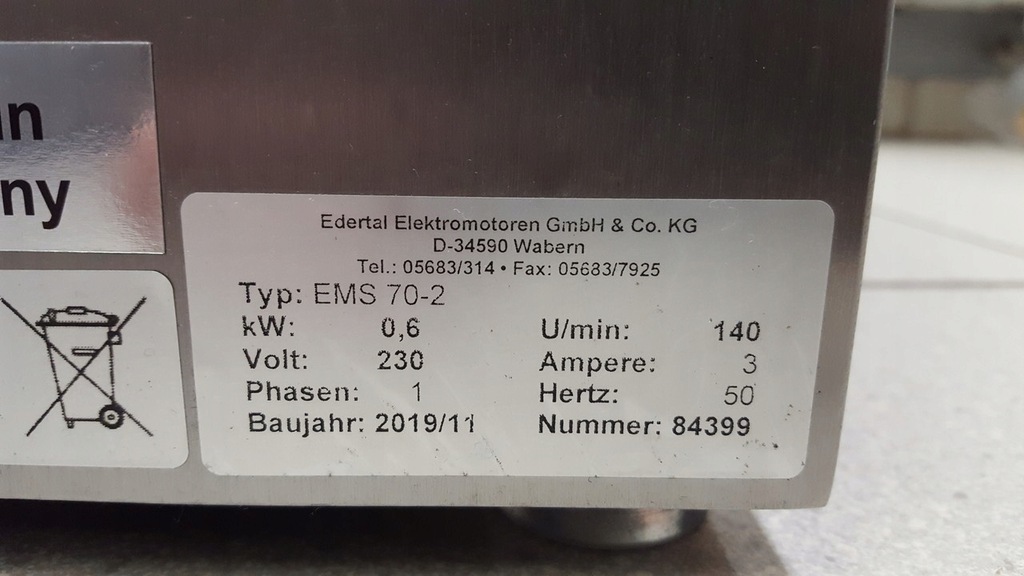 in
ny
Edertal Elektromotoren GmbH & Co. KG
D-34590 Wabern
Tel.: 05683/314 • Fax: 05683/7925
Typ: EMS 70-2
kW: 0,6 U/min: 140
Volt: 230 Ampere: 3
Phasen: 1 Hertz: 50
Baujahr: 2019/11 Nummer: 84399